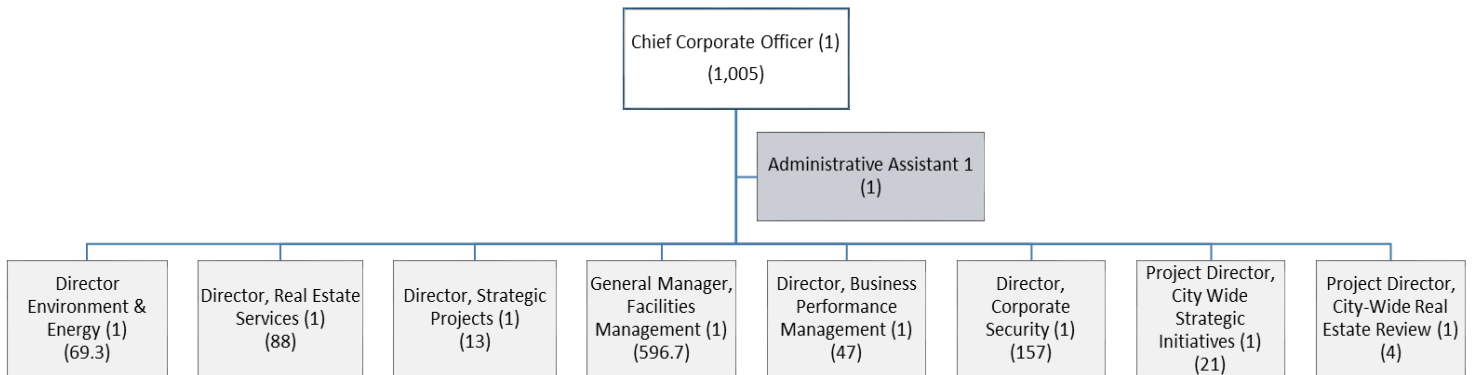 Chief Corporate Officer (1)
(1,005)
Administrative Assistant 1
(1)
Director
Environment &
Energy (1)
(69.3)
Director, Real Estate
Services (1)
(88)
Director, Strategic
Projects (1)
(13)
General Manager,
Facilities
Management (1)
(596.7)
Director, Business
Performance
Management (1)
(47)
Director,
Corporate
Security (1)
(157)
Project Director,
City Wide
Strategic
Initiatives (1)
(21)
Project Director,
City-Wide Real
Estate Review (1)
(4)